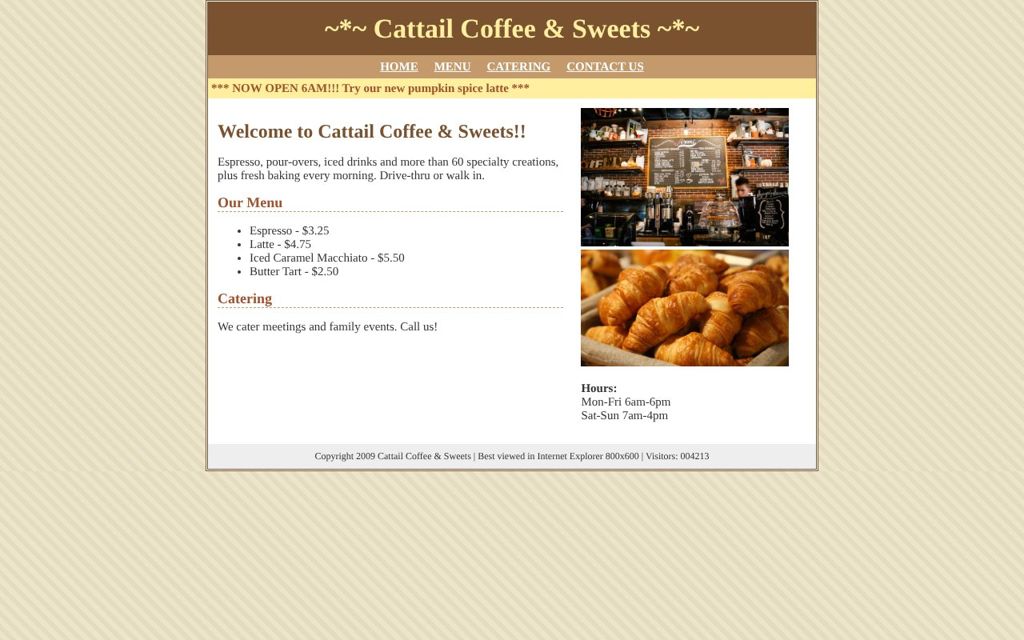 ~*~ Cattail Coffee & Sweets ~*~
HOME MENU CATERING CONTACT US
*** NOW OPEN 6AM!!! Try our new pumpkin spice latte ***
Welcome to Cattail Coffee & Sweets!!
Espresso, pour-overs, iced drinks and more than 60 specialty creations,
plus fresh baking every morning. Drive-thru or walk in.
Our Menu
Espresso - $3.25
Latte - $4.75
Iced Caramel Macchiato - $5.50
Butter Tart - $2.50
Catering
We cater meetings and family events. Call us!
Hours:
Mon-Fri 6am-6pm
Sat-Sun 7am-4pm
Copyright 2009 Cattail Coffee & Sweets | Best viewed in Internet Explorer 800x600 | Visitors: 004213